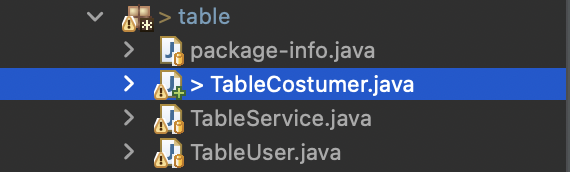 > table
package-info.java
> TableCostumer.java
TableService.java
TableUser.java